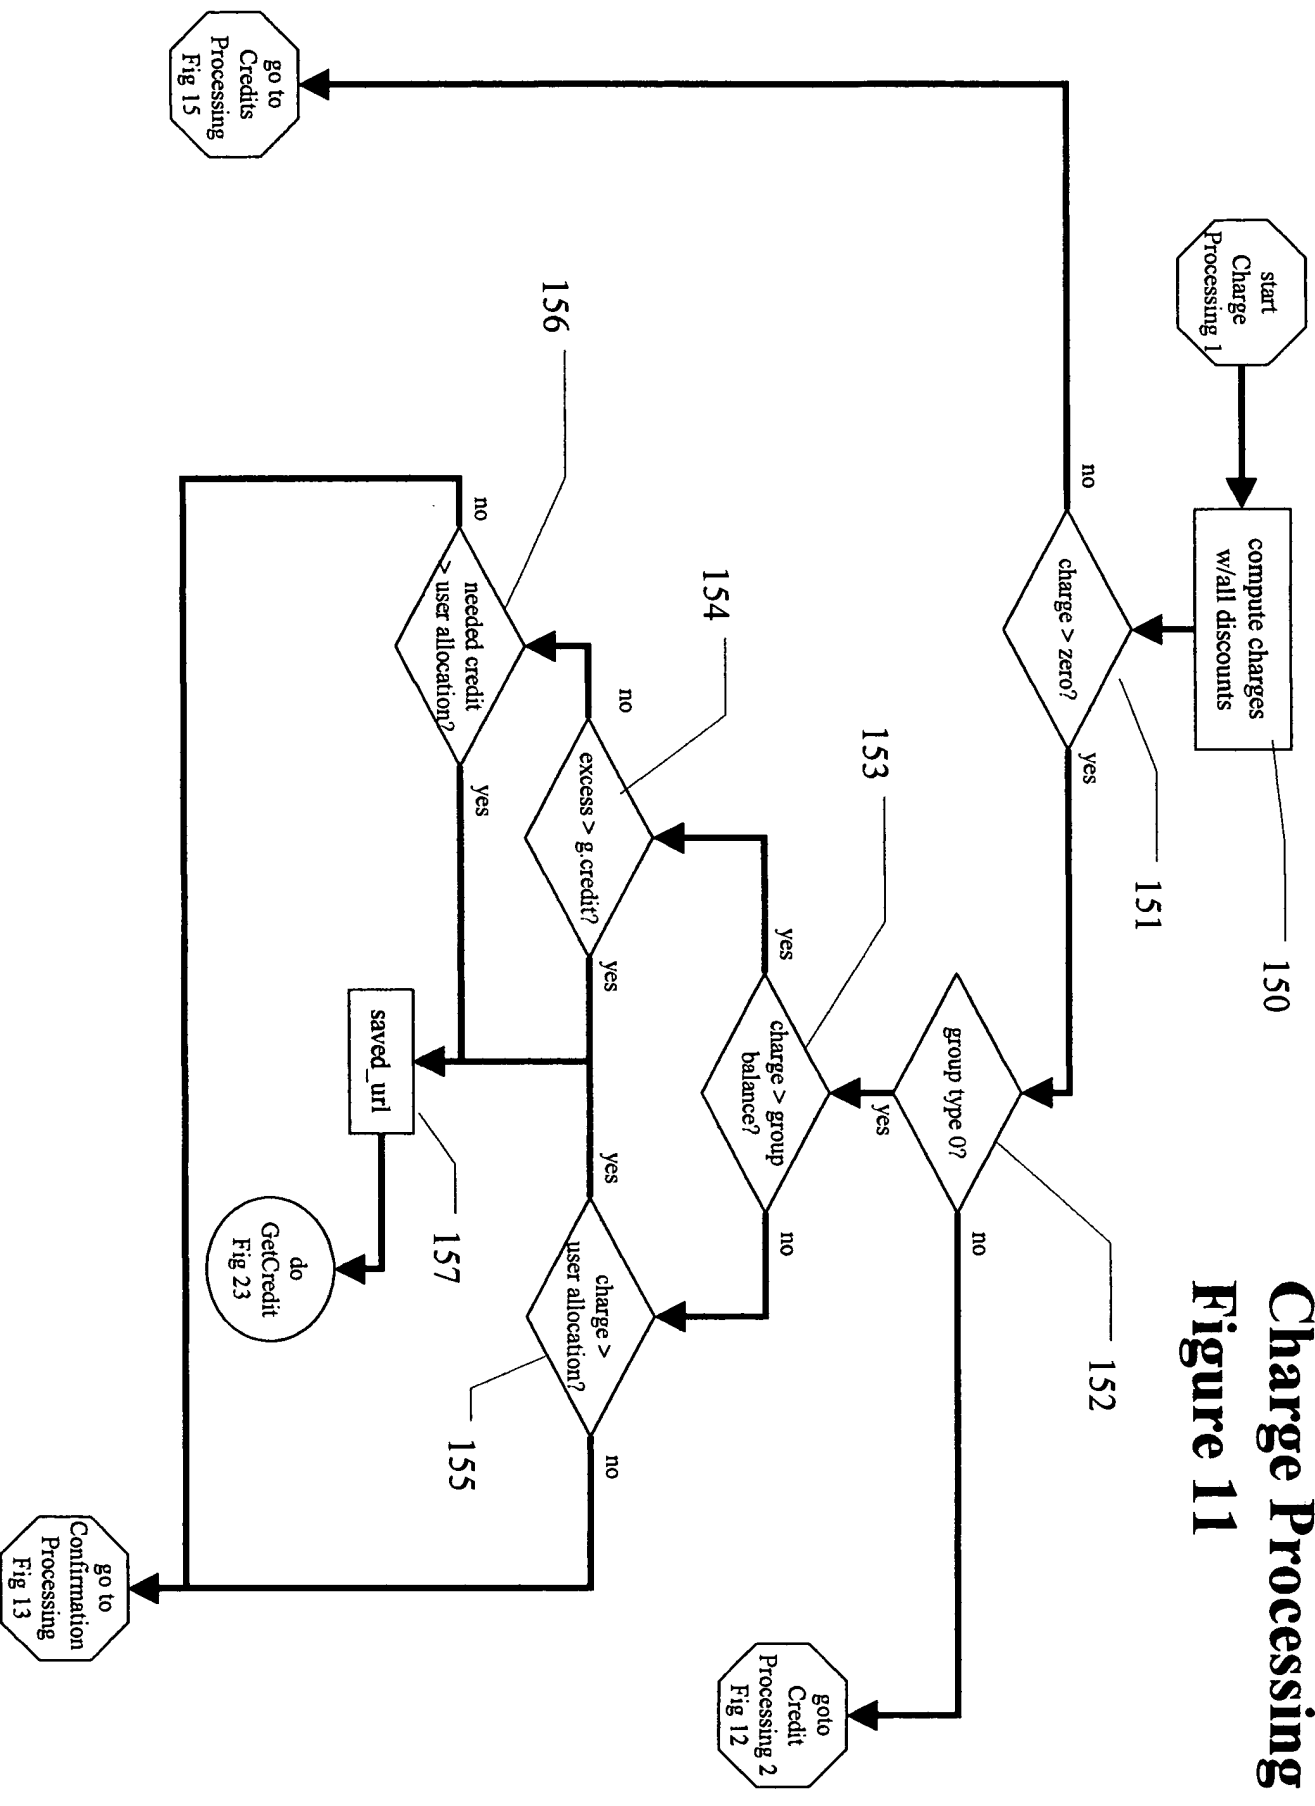 Charge Processing
Figure 11
start
Charge
Processing 1
compute charges
w/all discounts
150
charge > zero?
151
no
yes
go to
Credits
Processing
Fig 15
group type 0?
152
yes
no
goto
Credit
Processing 2
Fig 12
charge > group
balance?
153
yes
no
excess > g.credit?
154
no
yes
charge >
user allocation?
155
yes
no
needed credit
> user allocation?
156
no
yes
saved_url
157
do
GetCredit
Fig 23
go to
Confirmation
Processing
Fig 13